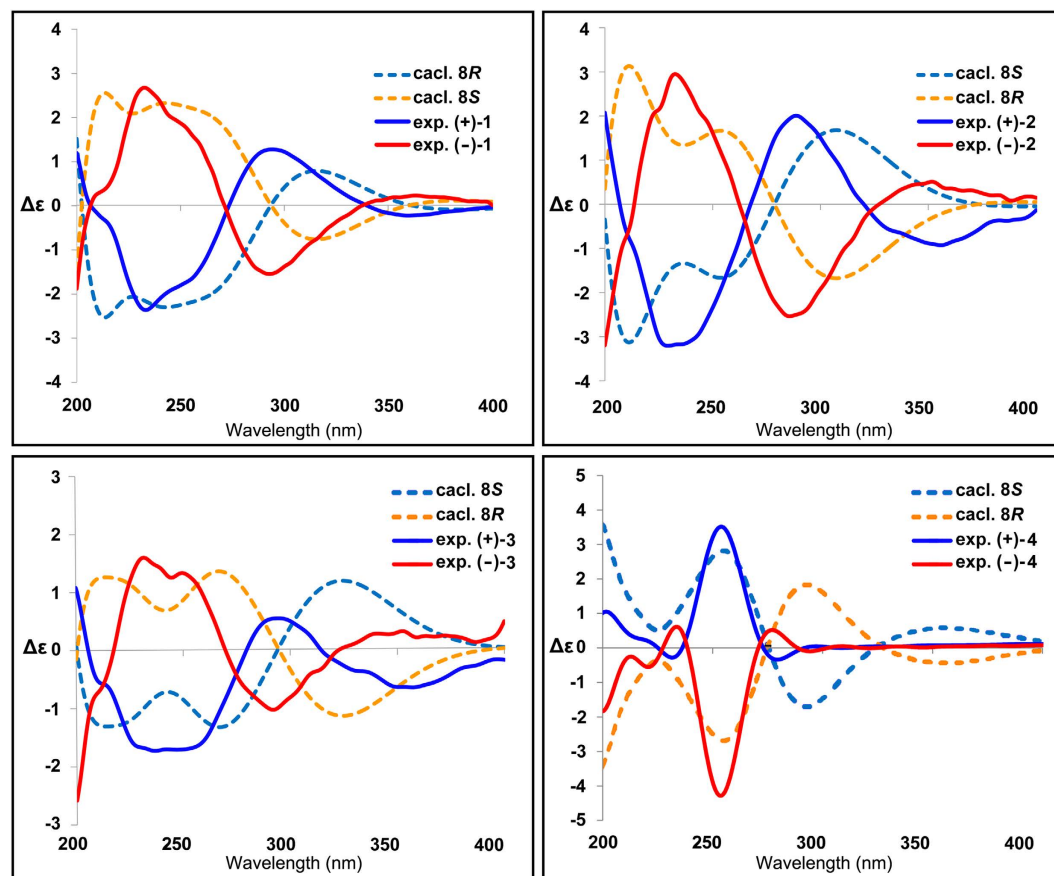 4
3
2
1
Δε 0
-1
-2
-3
-4
200 250 300 350 400
Wavelength (nm)
cacl. 8R
cacl. 8S
exp. (+)-1
exp. (−)-1
4
3
2
1
Δε 0
-1
-2
-3
-4
200 250 300 350 400
Wavelength (nm)
cacl. 8S
cacl. 8R
exp. (+)-2
exp. (−)-2
3
2
1
Δε 0
-1
-2
-3
200 250 300 350 400
Wavelength (nm)
cacl. 8S
cacl. 8R
exp. (+)-3
exp. (−)-3
5
4
3
2
1
Δε 0
-1
-2
-3
-4
-5
200 250 300 350 400
Wavelength (nm)
cacl. 8S
cacl. 8R
exp. (+)-4
exp. (−)-4